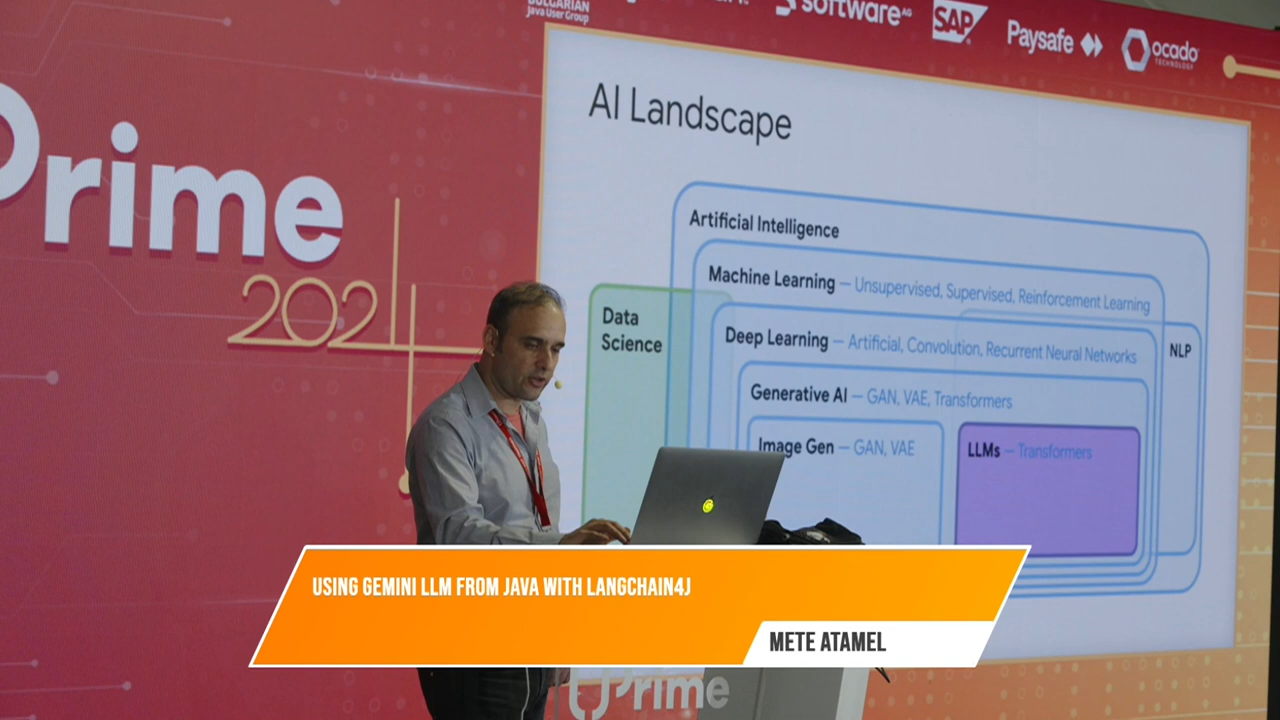 BULGARIAN
Java User Group
software AG
SAP
Paysafe
ocado
TECHNOLOGY
Prime
2024
AI Landscape
Artificial Intelligence
Machine Learning — Unsupervised, Supervised, Reinforcement Learning
Data
Science
Deep Learning — Artificial, Convolution, Recurrent Neural Networks
NLP
Generative AI — GAN, VAE, Transformers
Image Gen — GAN, VAE
LLMs — Transformers
USING GEMINI LLM FROM JAVA WITH LANGCHAIN4J
METE ATAMEL
Prime